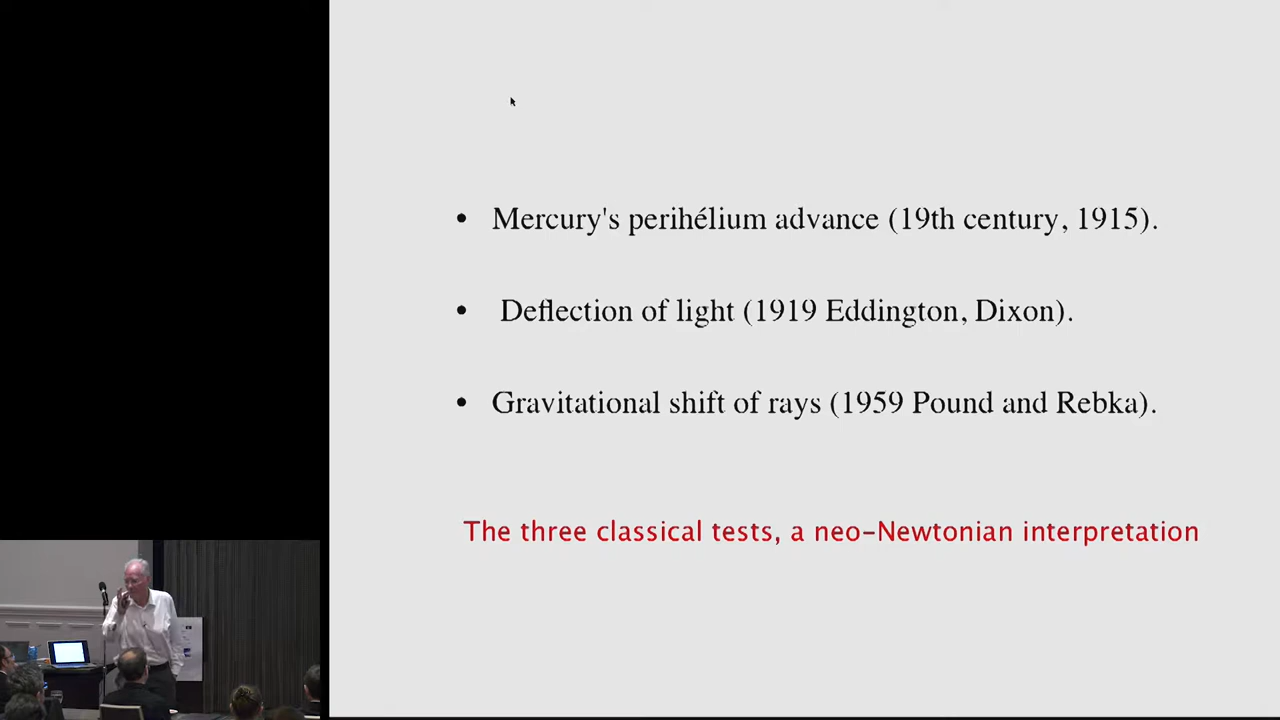 • Mercury's perihélium advance (19th century, 1915).
• Deflection of light (1919 Eddington, Dixon).
• Gravitational shift of rays (1959 Pound and Rebka).
The three classical tests, a neo-Newtonian interpretation